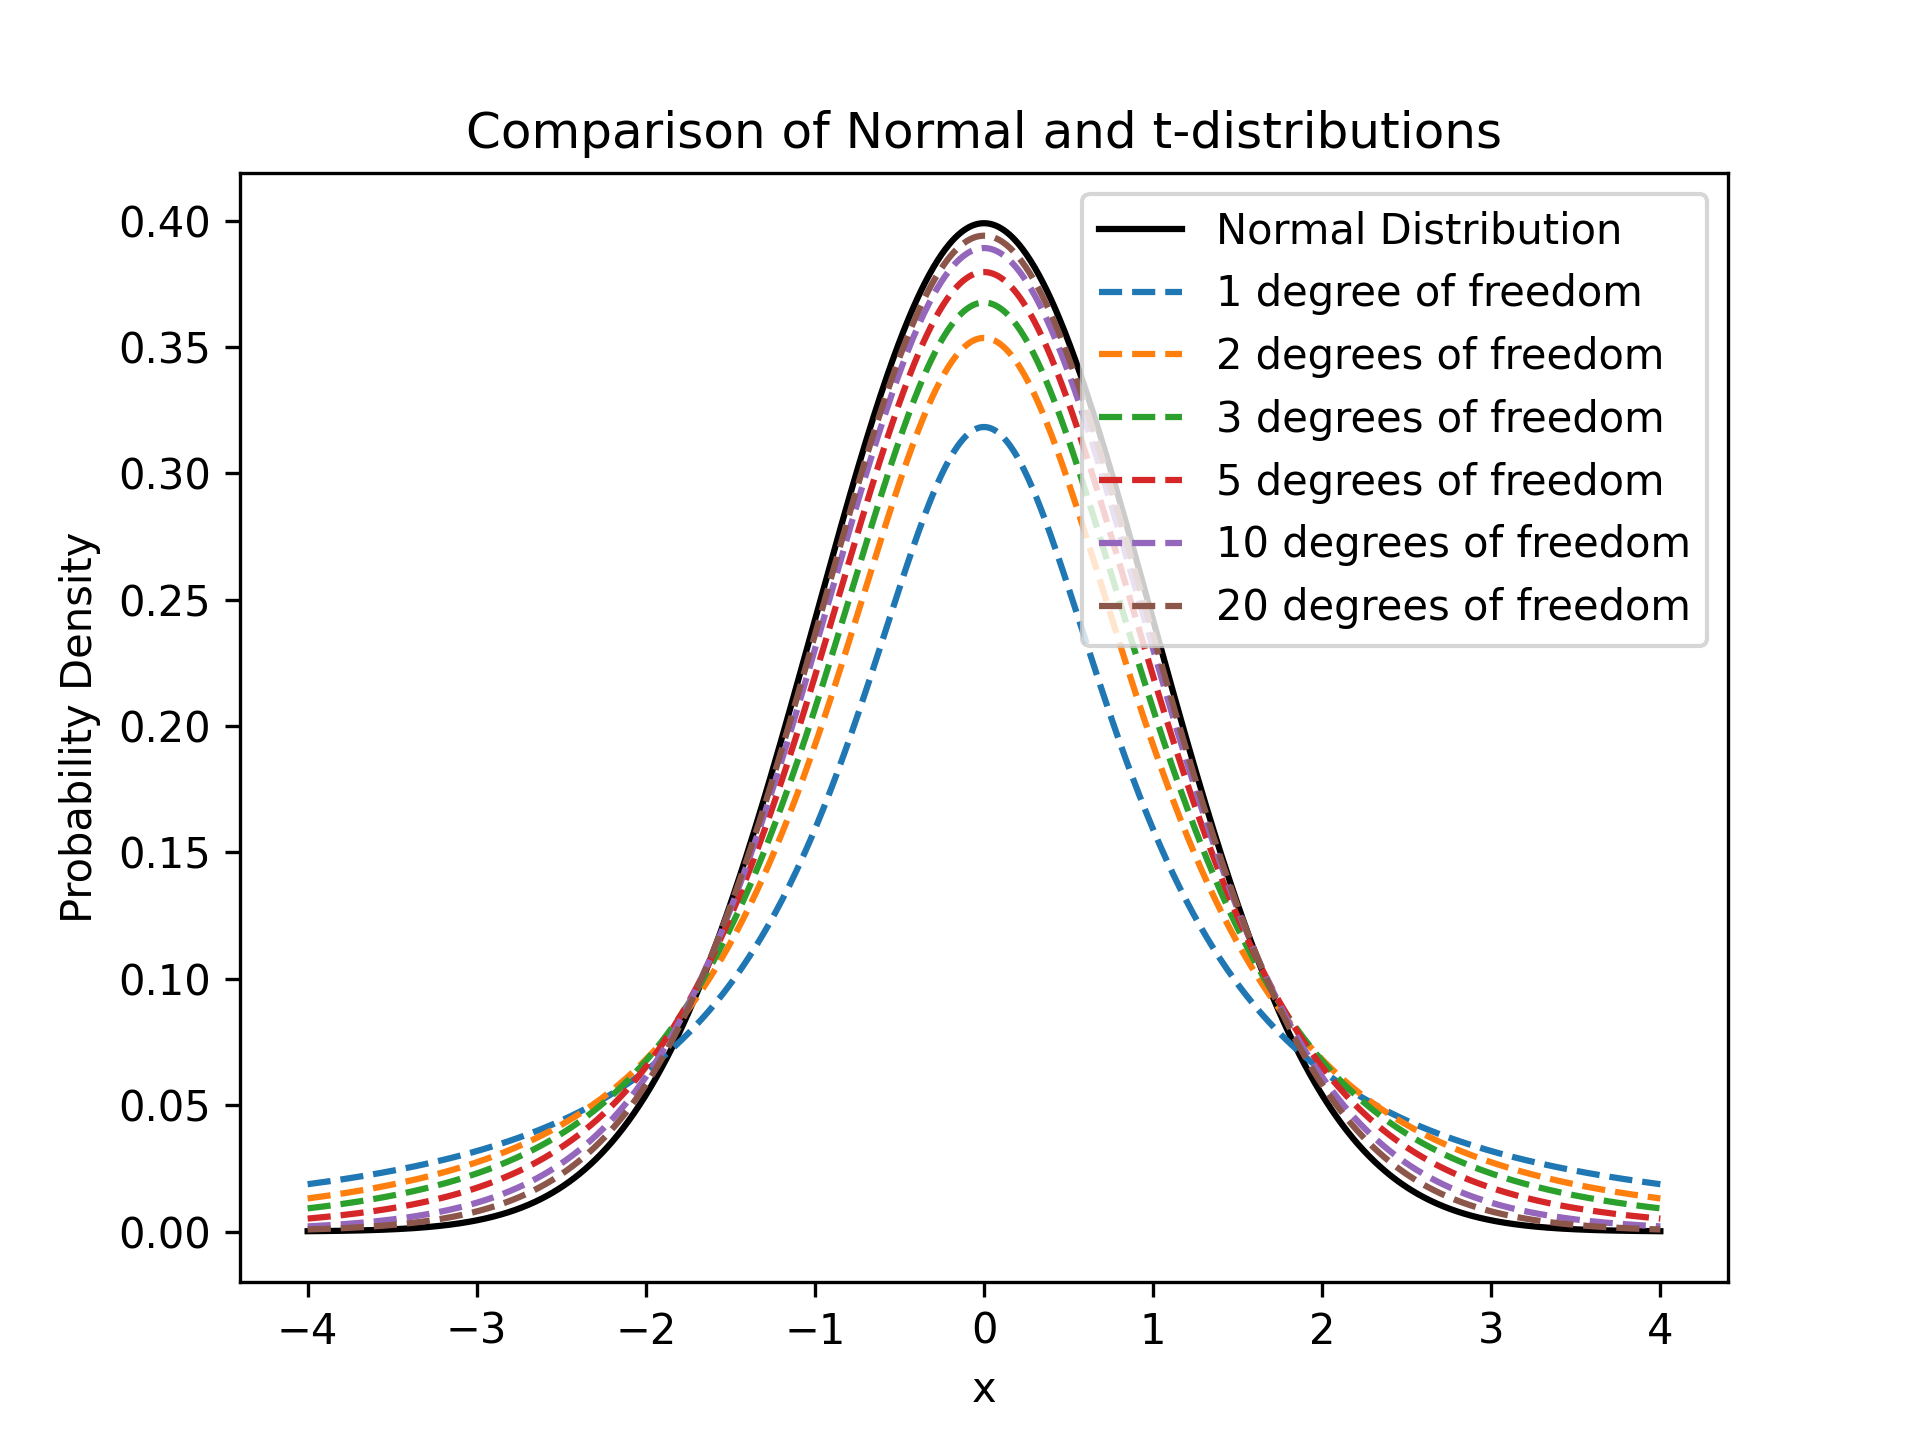 Comparison of Normal and t-distributions
Normal Distribution
1 degree of freedom
2 degrees of freedom
3 degrees of freedom
5 degrees of freedom
10 degrees of freedom
20 degrees of freedom
Probability Density
0.40
0.35
0.30
0.25
0.20
0.15
0.10
0.05
0.00
−4 −3 −2 −1 0 1 2 3 4
x